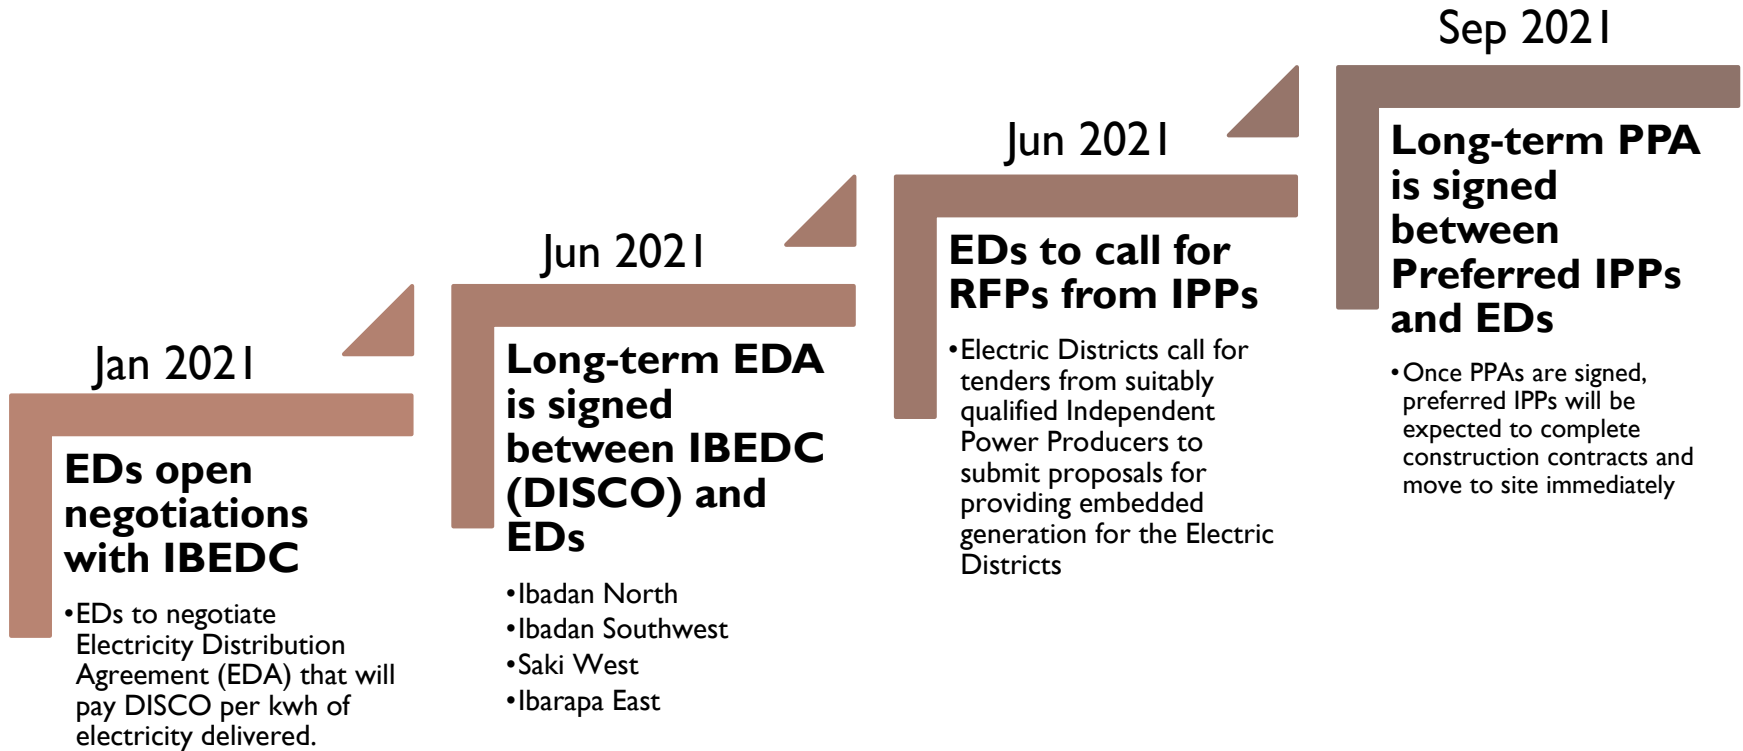 Jan 2021
EDs open
negotiations
with IBEDC
•EDs to negotiate
Electricity Distribution
Agreement (EDA) that will
pay DISCO per kwh of
electricity delivered.
Jun 2021
Long-term EDA
is signed
between IBEDC
(DISCO) and
EDs
•Ibadan North
•Ibadan Southwest
•Saki West
•Ibarapa East
Jun 2021
EDs to call for
RFPs from IPPs
•Electric Districts call for
tenders from suitably
qualified Independent
Power Producers to
submit proposals for
providing embedded
generation for the Electric
Districts
Sep 2021
Long-term PPA
is signed
between
Preferred IPPs
and EDs
•Once PPAs are signed,
preferred IPPs will be
expected to complete
construction contracts and
move to site immediately